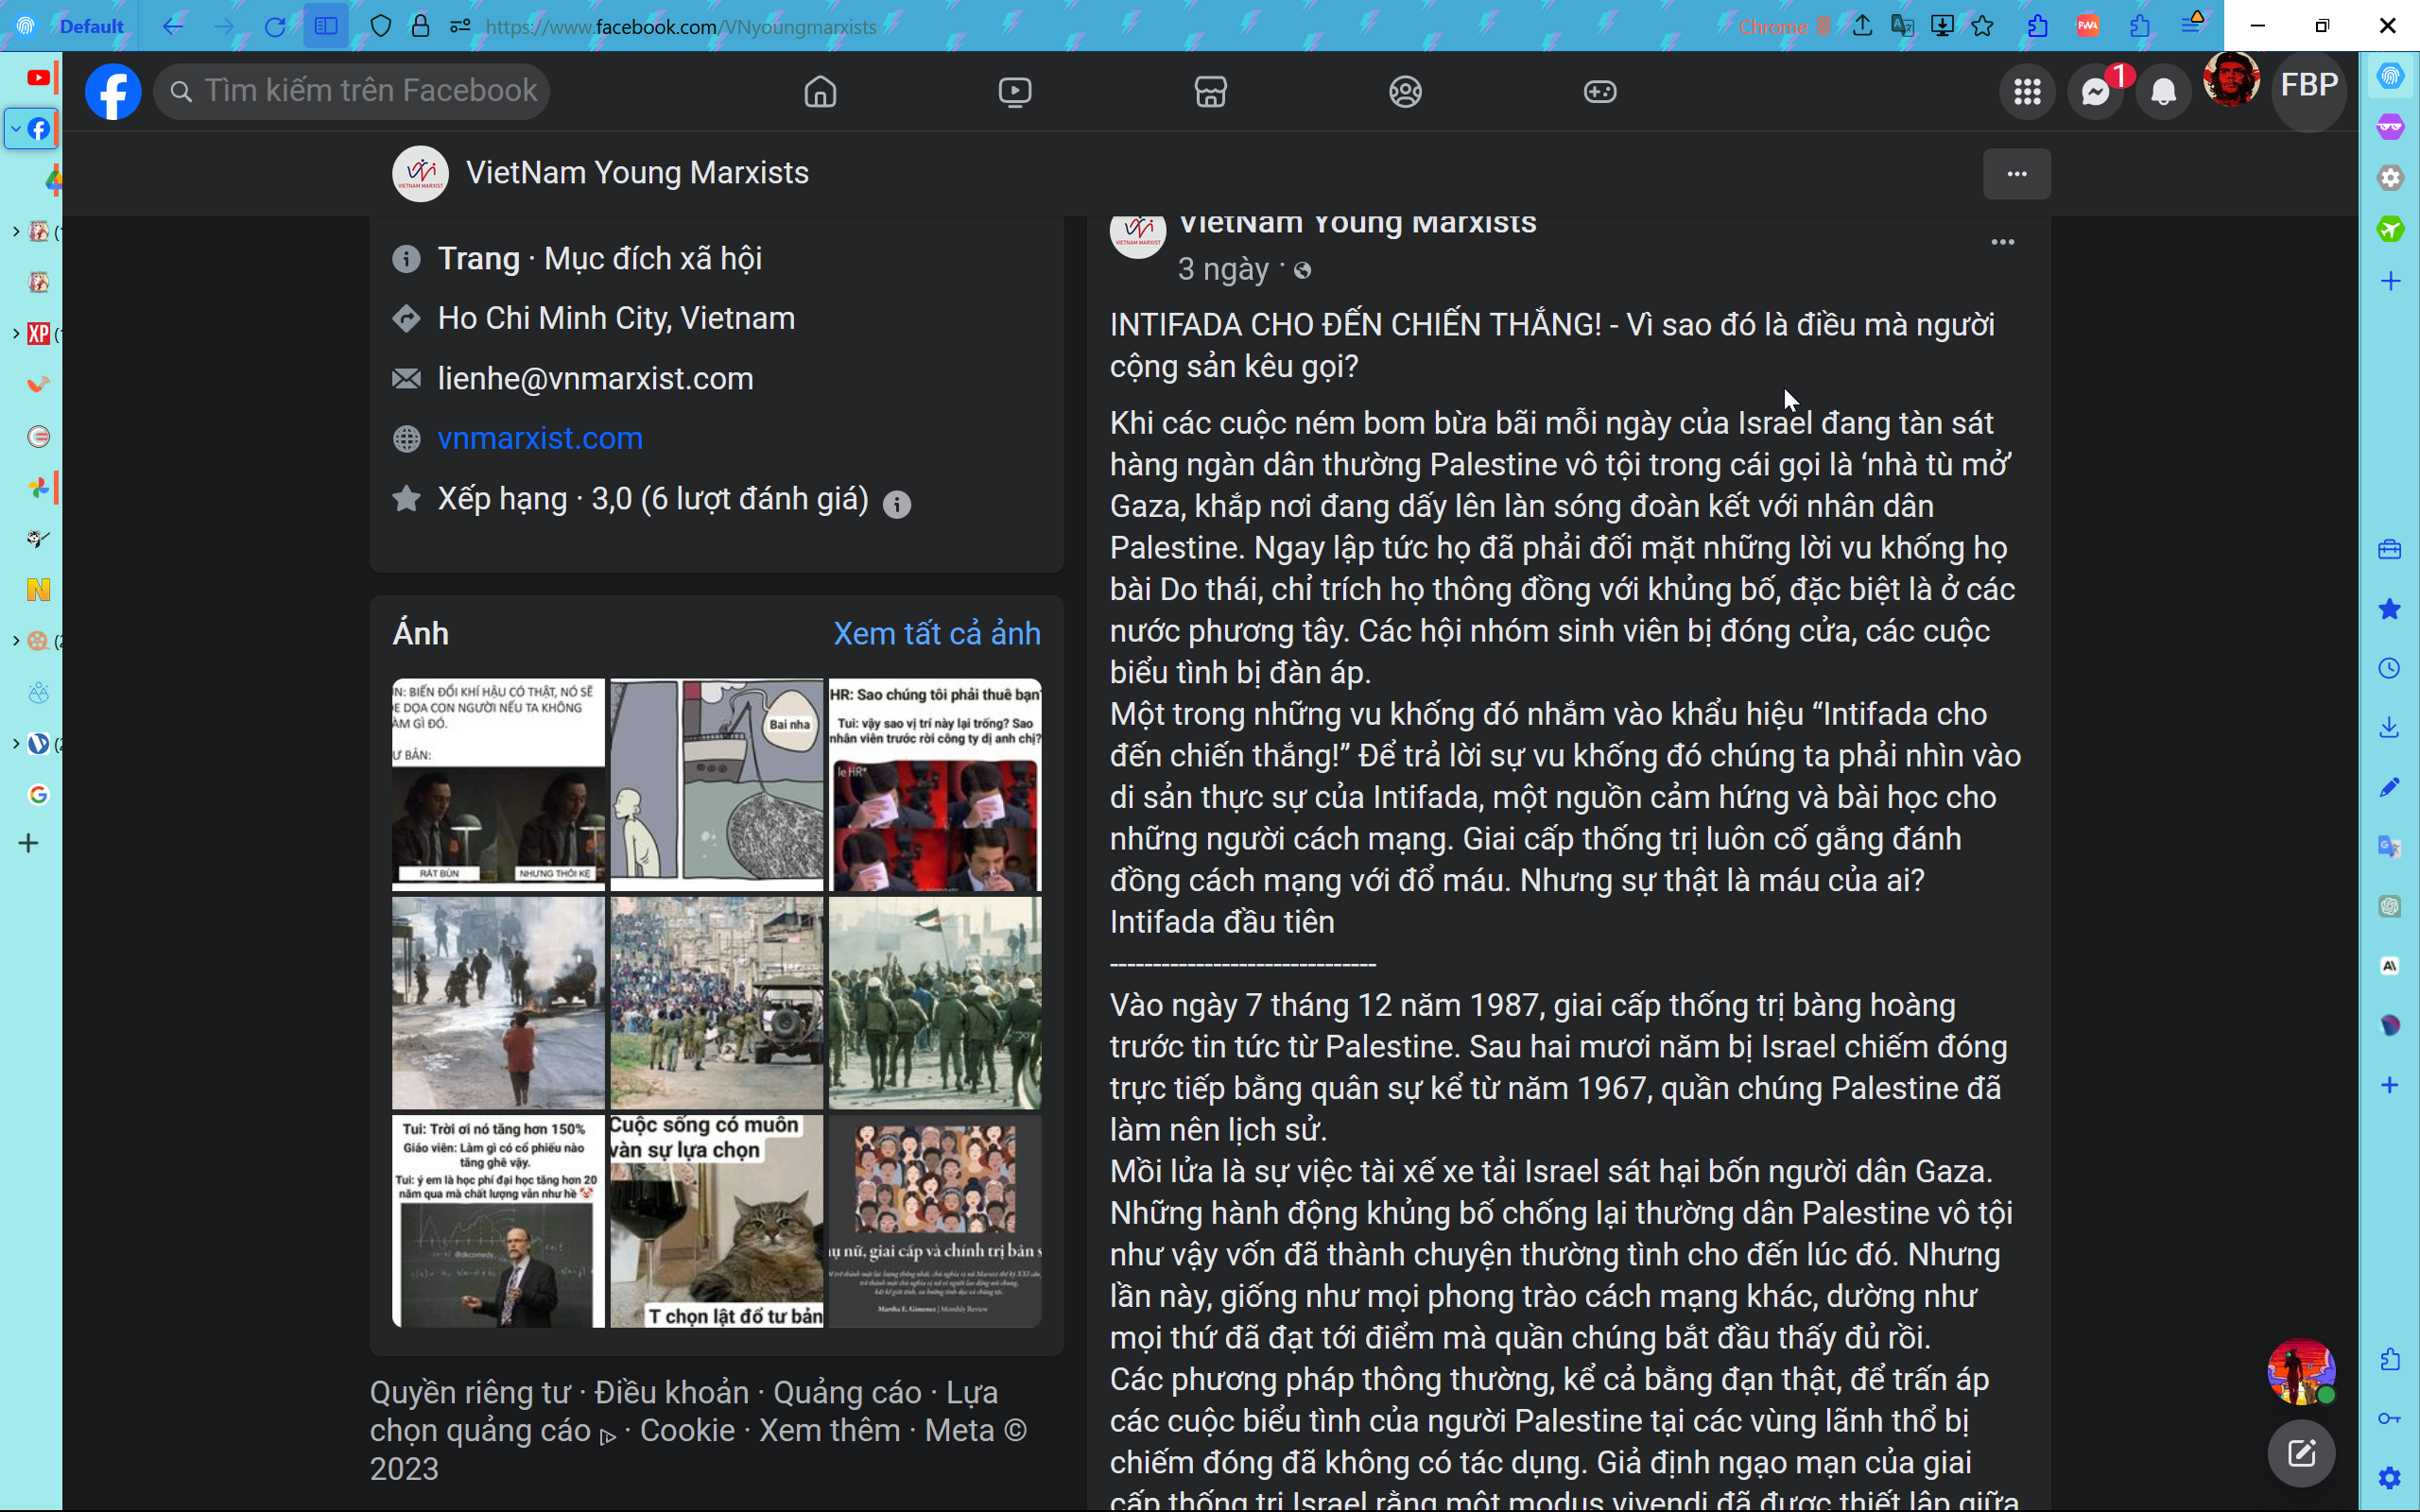 Default
https://www.facebook.com/VNyoungmarxists
Chrome
Tìm kiếm trên Facebook
1
FBP
VIETNAM MARXIST
VietNam Young Marxists
Trang · Mục đích xã hội
Ho Chi Minh City, Vietnam
lienhe@vnmarxist.com
vnmarxist.com
Xếp hạng · 3,0 (6 lượt đánh giá)
Ảnh
Xem tất cả ảnh
N: BIẾN ĐỔI KHÍ HẬU CÓ THẬT, NÓ SẼ
E DỌA CON NGƯỜI NẾU TA KHÔNG
ÀM GÌ ĐÓ.
Ư BẢN:
RẤT BÙN
NHƯNG THÔI KỆ
Bai nha
HR: Sao chúng tôi phải thuê bạn
Tui: vậy sao vị trí này lại trống? Sao
nhân viên trước rời công ty dị anh chị?
le HR*
Tui: Trời ơi nó tăng hơn 150%
Giáo viên: Làm gì có cổ phiếu nào
tăng ghê vậy.
Tui: ý em là học phí đại học tăng hơn 20
năm qua mà chất lượng vẫn như hề
@dkcomedy
Cuộc sống có muôn
vàn sự lựa chọn
T chọn lật đổ tư bản
ụ nữ, giai cấp và chính trị bản s
Martha E. Gimenez | Monthly Review
Quyền riêng tư · Điều khoản · Quảng cáo · Lựa
chọn quảng cáo · Cookie · Xem thêm · Meta ©
2023
VIETNAM MARXIST
VietNam Young Marxists
3 ngày ·
INTIFADA CHO ĐẾN CHIẾN THẮNG! - Vì sao đó là điều mà người
cộng sản kêu gọi?
Khi các cuộc ném bom bừa bãi mỗi ngày của Israel đang tàn sát
hàng ngàn dân thường Palestine vô tội trong cái gọi là ‘nhà tù mở’
Gaza, khắp nơi đang dấy lên làn sóng đoàn kết với nhân dân
Palestine. Ngay lập tức họ đã phải đối mặt những lời vu khống họ
bài Do thái, chỉ trích họ thông đồng với khủng bố, đặc biệt là ở các
nước phương tây. Các hội nhóm sinh viên bị đóng cửa, các cuộc
biểu tình bị đàn áp.
Một trong những vu khống đó nhắm vào khẩu hiệu “Intifada cho
đến chiến thắng!” Để trả lời sự vu khống đó chúng ta phải nhìn vào
di sản thực sự của Intifada, một nguồn cảm hứng và bài học cho
những người cách mạng. Giai cấp thống trị luôn cố gắng đánh
đồng cách mạng với đổ máu. Nhưng sự thật là máu của ai?
Intifada đầu tiên
-------------------------------
Vào ngày 7 tháng 12 năm 1987, giai cấp thống trị bàng hoàng
trước tin tức từ Palestine. Sau hai mươi năm bị Israel chiếm đóng
trực tiếp bằng quân sự kể từ năm 1967, quần chúng Palestine đã
làm nên lịch sử.
Mồi lửa là sự việc tài xế xe tải Israel sát hại bốn người dân Gaza.
Những hành động khủng bố chống lại thường dân Palestine vô tội
như vậy vốn đã thành chuyện thường tình cho đến lúc đó. Nhưng
lần này, giống như mọi phong trào cách mạng khác, dường như
mọi thứ đã đạt tới điểm mà quần chúng bắt đầu thấy đủ rồi.
Các phương pháp thông thường, kể cả bằng đạn thật, để trấn áp
các cuộc biểu tình của người Palestine tại các vùng lãnh thổ bị
chiếm đóng đã không có tác dụng. Giả định ngạo mạn của giai
cấp thống trị Israel rằng một modus vivendi đã được thiết lập giữa